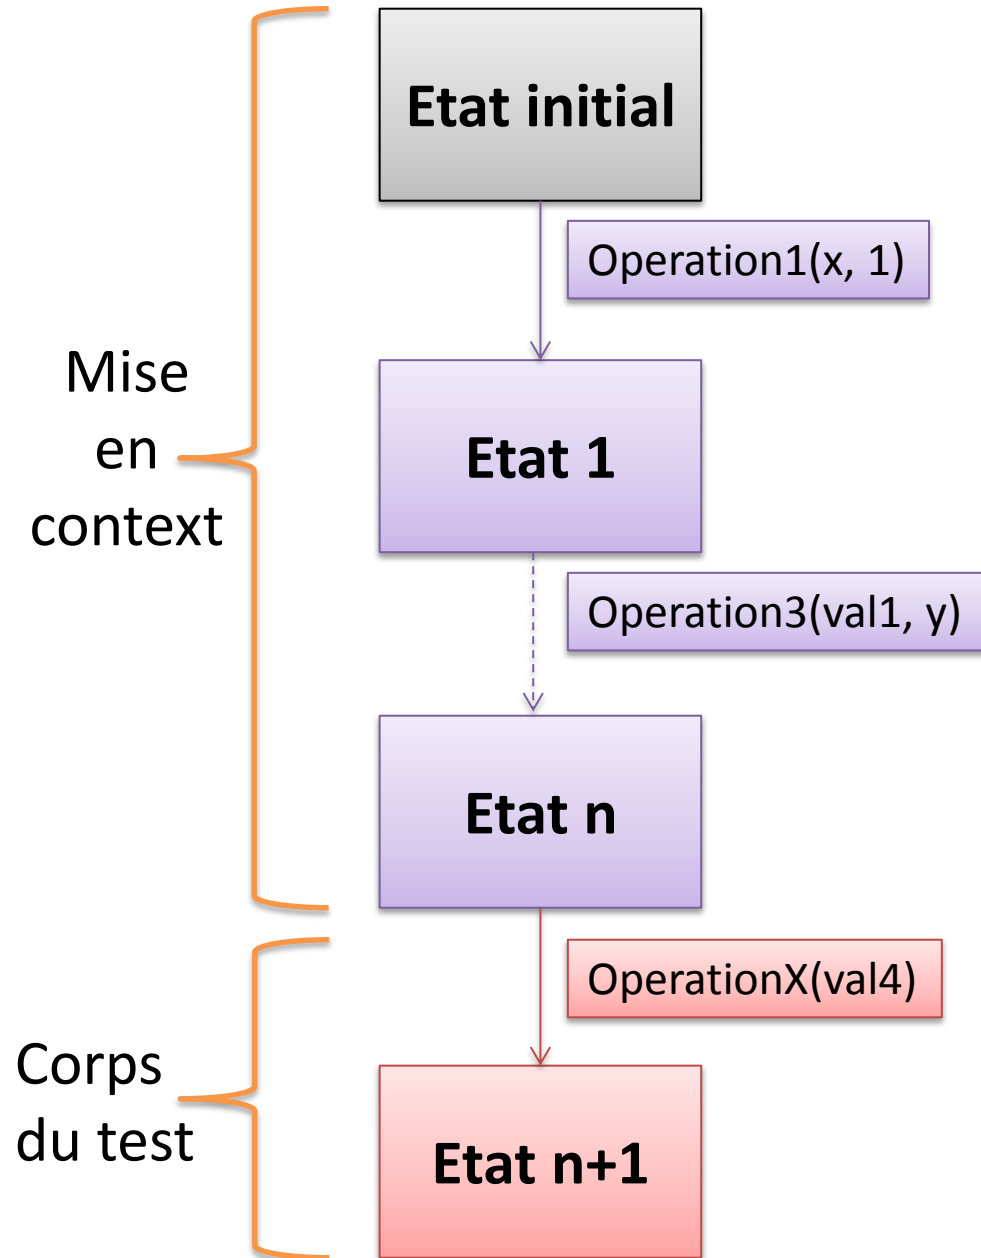 Etat initial
Operation1(x, 1)
Mise
en
context
Etat 1
Operation3(val1, y)
Etat n
OperationX(val4)
Corps
du test
Etat n+1